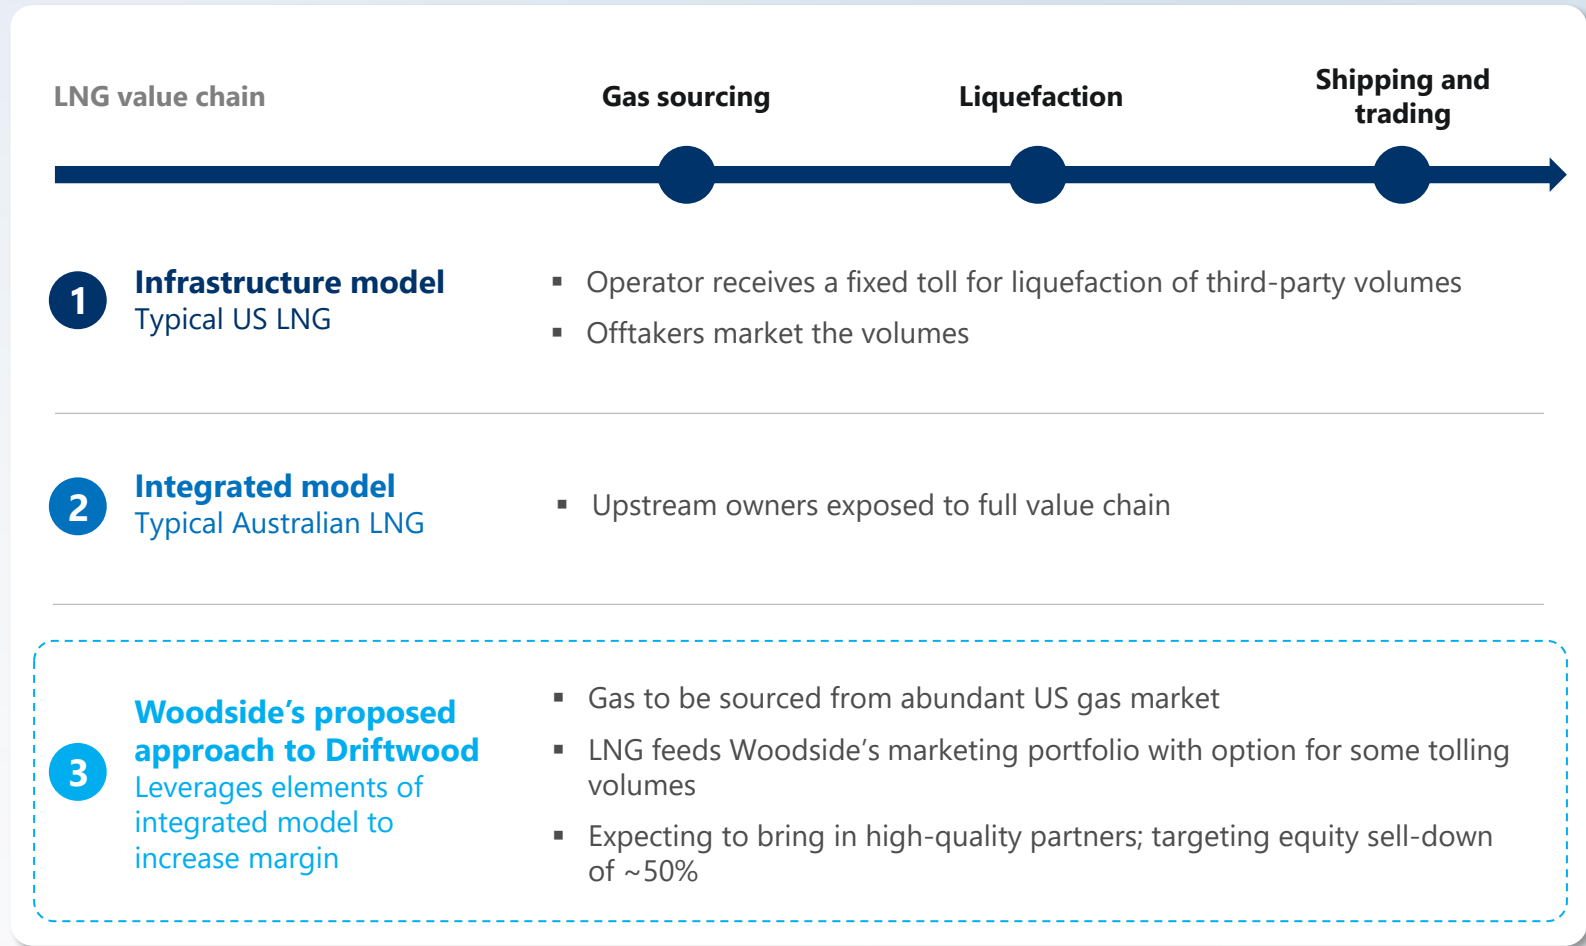 LNG value chain
Gas sourcing
Liquefaction
Shipping and
trading
1
Infrastructure model
Typical US LNG
▪ Operator receives a fixed toll for liquefaction of third-party volumes
▪ Offtakers market the volumes
2
Integrated model
Typical Australian LNG
▪ Upstream owners exposed to full value chain
3
Woodside’s proposed
approach to Driftwood
Leverages elements of
integrated model to
increase margin
▪ Gas to be sourced from abundant US gas market
▪ LNG feeds Woodside’s marketing portfolio with option for some tolling
volumes
▪ Expecting to bring in high-quality partners; targeting equity sell-down
of ~50%